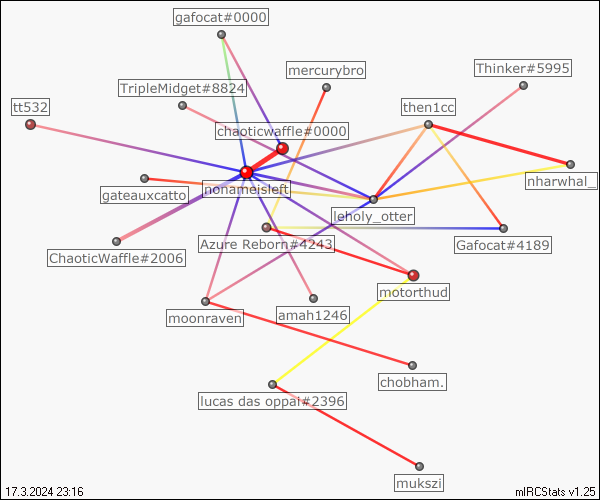 gafocat#0000
mercurybro
Thinker#5995
TripleMidget#8824
tt532
then1cc
chaoticwaffle#0000
nharwhal_
gateauxcatto
nonameisleft
leholy_otter
Azure Reborn#4243
Gafocat#4189
ChaoticWaffle#2006
motorthud
moonraven
amah1246
chobham.
lucas das oppai#2396
mukszi
17.3.2024 23:16
mIRCStats v1.25